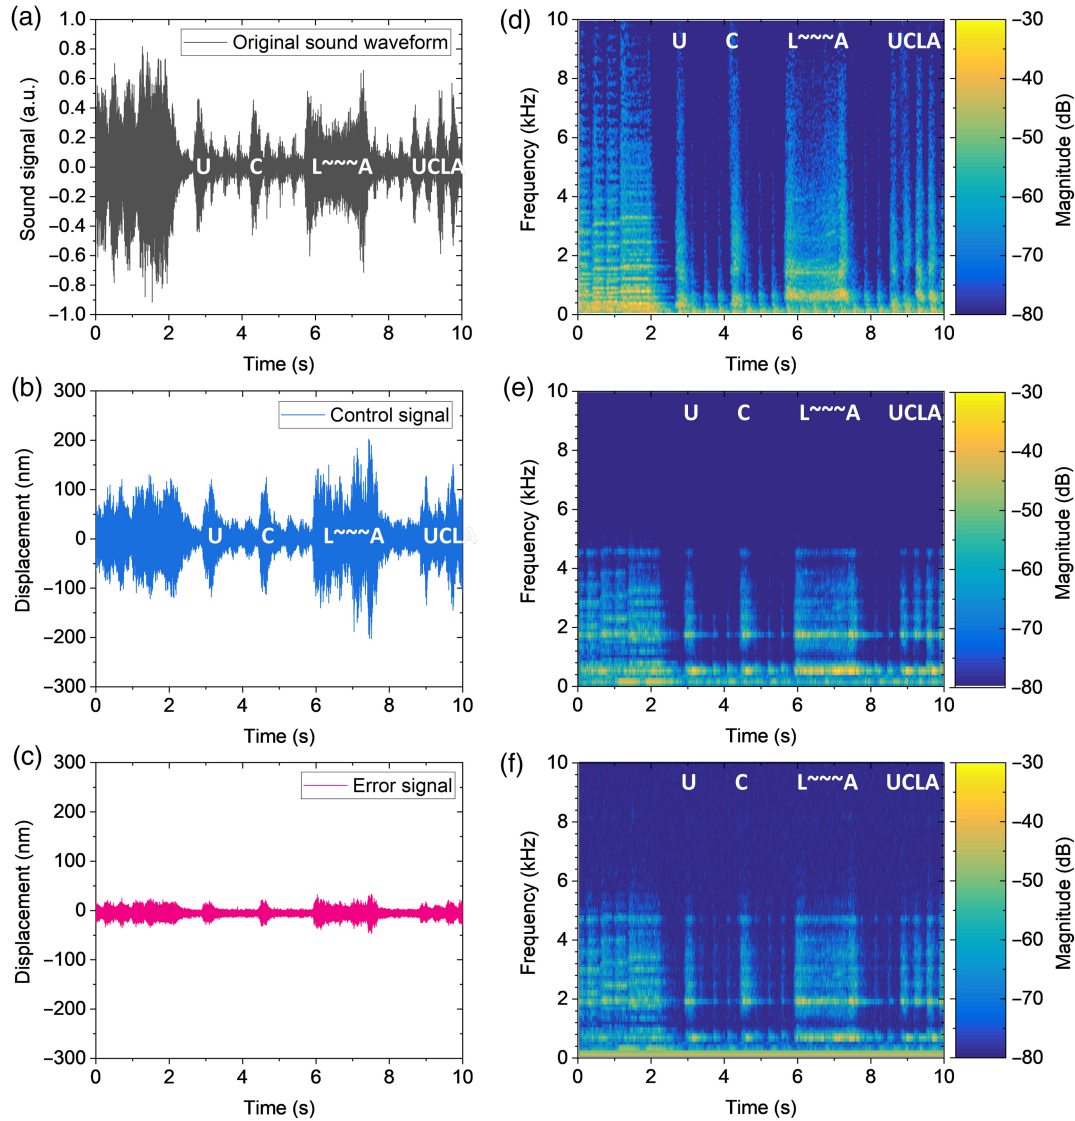 (a)
1.0
0.8
0.6
0.4
0.2
0.0
−0.2
−0.4
−0.6
−0.8
−1.0
Sound signal (a.u.)
Original sound waveform
U C L~~~A UCLA
0 2 4 6 8 10
Time (s)
(d)
10
8
6
4
2
0
Frequency (kHz)
U C L~~~A UCLA
0 2 4 6 8 10
Time (s)
−30
−40
−50
−60
−70
−80
Magnitude (dB)
(b)
300
200
100
0
−100
−200
−300
Displacement (nm)
Control signal
U C L~~~A UCLA
0 2 4 6 8 10
Time (s)
(e)
10
8
6
4
2
0
Frequency (kHz)
U C L~~~A UCLA
0 2 4 6 8 10
Time (s)
−30
−40
−50
−60
−70
−80
Magnitude (dB)
(c)
300
200
100
0
−100
−200
−300
Displacement (nm)
Error signal
0 2 4 6 8 10
Time (s)
(f)
10
8
6
4
2
0
Frequency (kHz)
U C L~~~A UCLA
0 2 4 6 8 10
Time (s)
−30
−40
−50
−60
−70
−80
Magnitude (dB)